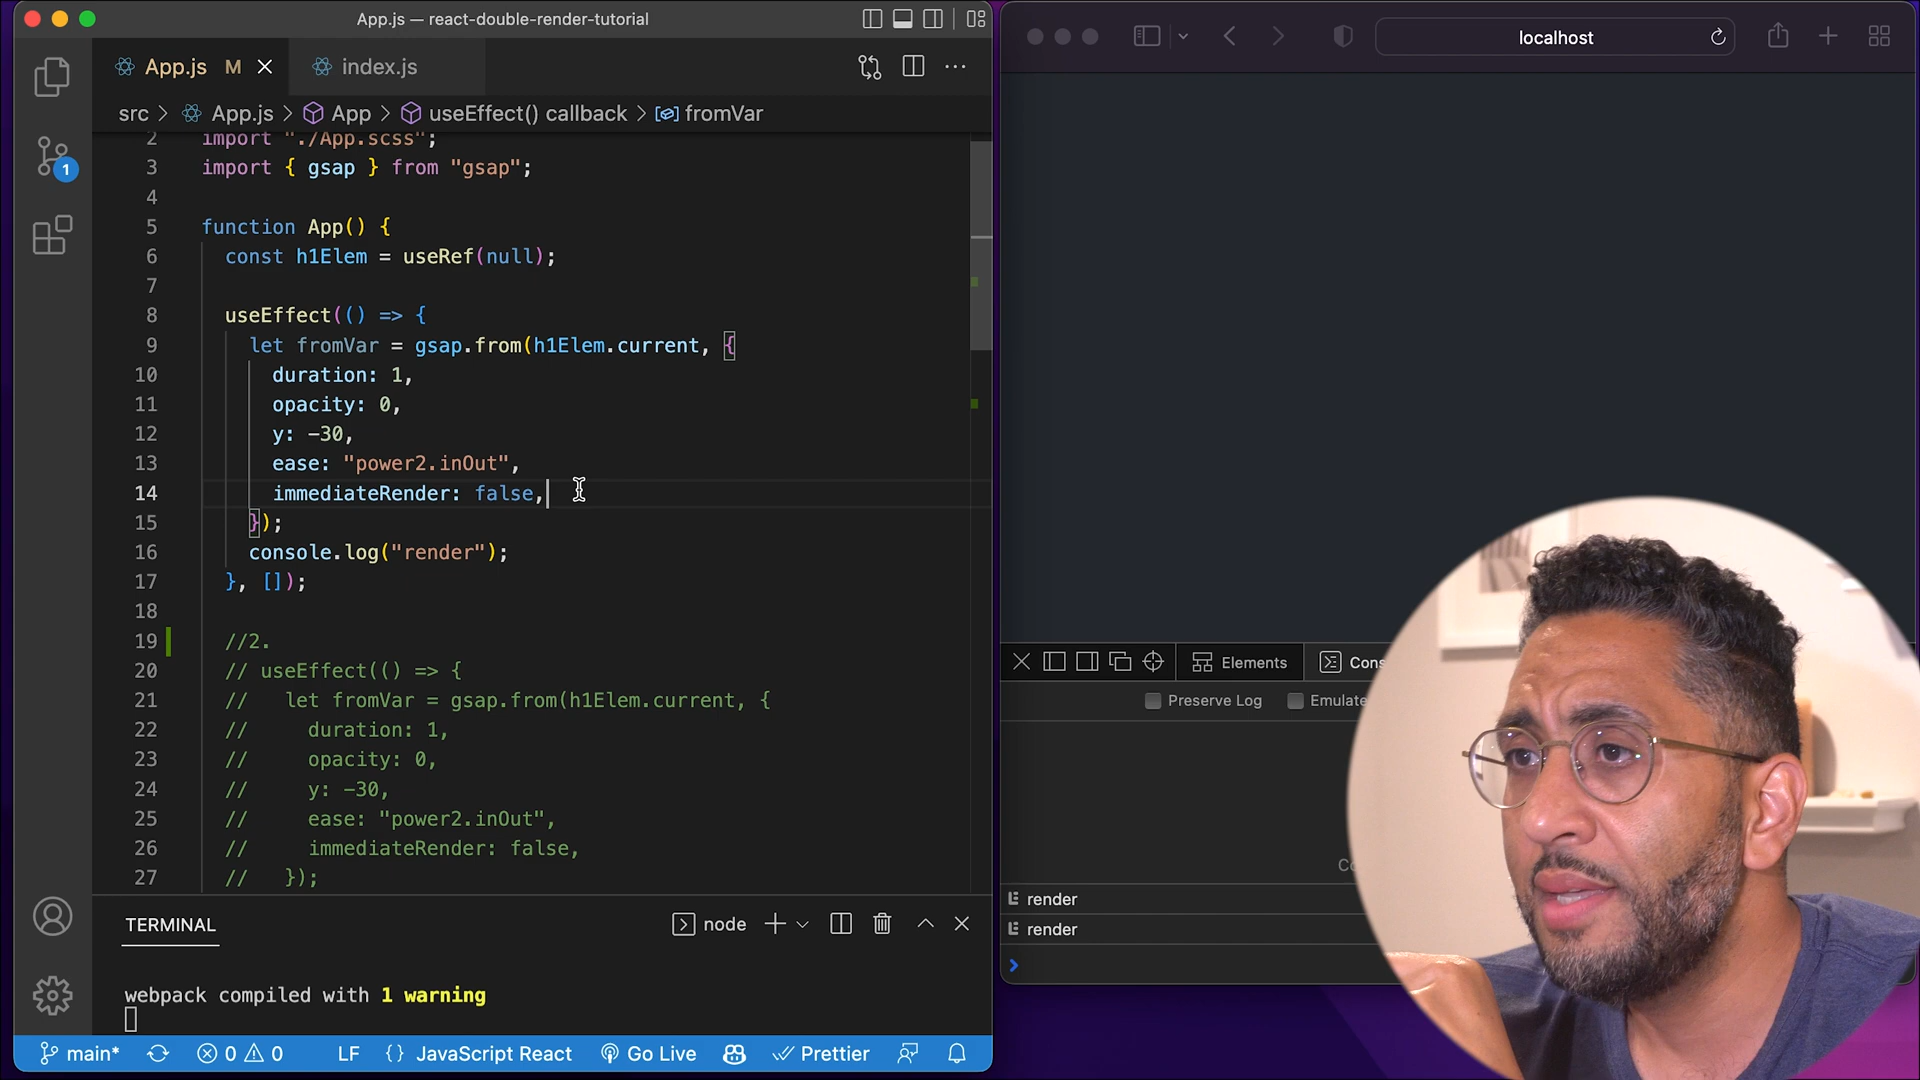 App.js — react-double-render-tutorial
App.js M
index.js
src > App.js > App > useEffect() callback > fromVar
2 import "./App.scss";
3 import { gsap } from "gsap";
4
5 function App() {
6 const h1Elem = useRef(null);
7
8 useEffect(() => {
9 let fromVar = gsap.from(h1Elem.current, {
10 duration: 1,
11 opacity: 0,
12 y: -30,
13 ease: "power2.inOut",
14 immediateRender: false,
15 });
16 console.log("render");
17 }, []);
18
19 //2.
20 // useEffect(() => {
21 // let fromVar = gsap.from(h1Elem.current, {
22 // duration: 1,
23 // opacity: 0,
24 // y: -30,
25 // ease: "power2.inOut",
26 // immediateRender: false,
27 // });
TERMINAL
node
webpack compiled with 1 warning
main*
0
0
LF
{} JavaScript React
Go Live
Prettier
1
localhost
Elements
Cons
Preserve Log
Emulate
render
render